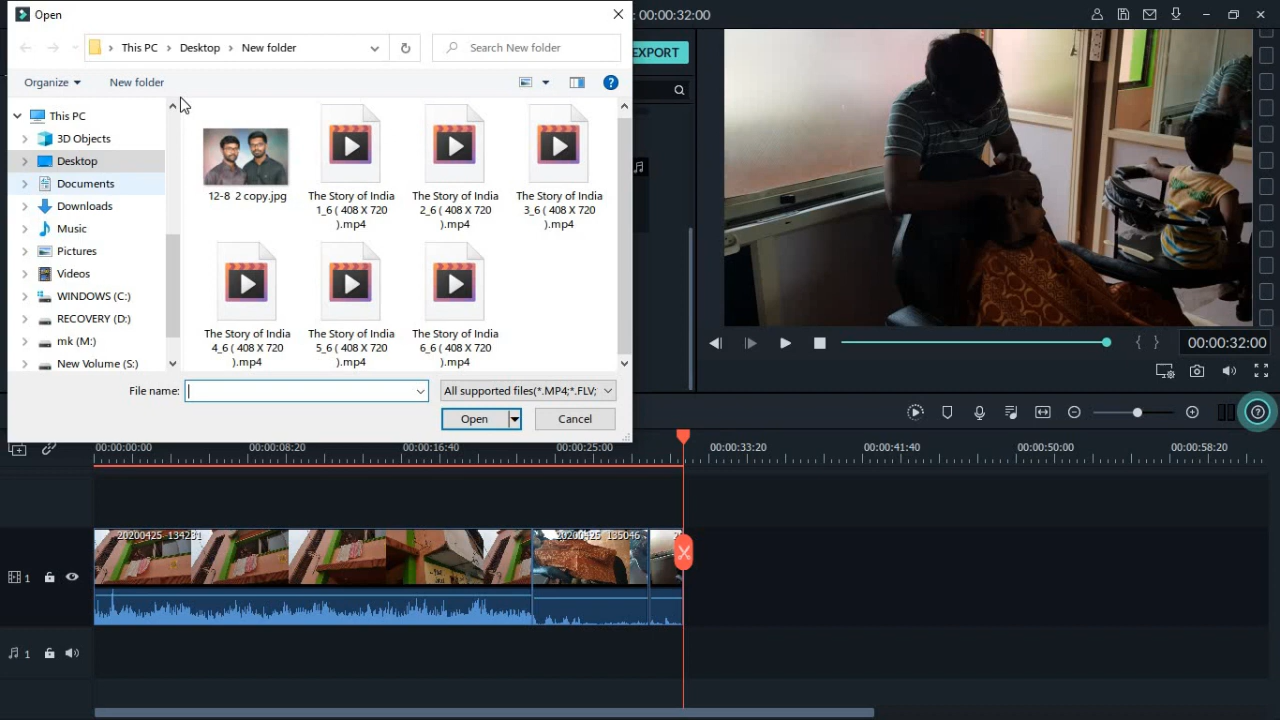 Open
: 00:00:32:00
This PC
Desktop
New folder
Search New folder
EXPORT
Organize
New folder
This PC
3D Objects
Desktop
Documents
Downloads
Music
Pictures
Videos
WINDOWS (C:)
RECOVERY (D:)
mk (M:)
New Volume (S:)
12-8 2 copy.jpg
The Story of India
1_6 ( 408 X 720
).mp4
The Story of India
2_6 ( 408 X 720
).mp4
The Story of India
3_6 ( 408 X 720
).mp4
The Story of India
4_6 ( 408 X 720
).mp4
The Story of India
5_6 ( 408 X 720
).mp4
The Story of India
6_6 ( 408 X 720
).mp4
File name:
All supported files(*.MP4;*.FLV;
Open
Cancel
00:00:32:00
00:00:00:00
00:00:08:20
00:00:16:40
00:00:25:00
00:00:33:20
00:00:41:40
00:00:50:00
00:00:58:20
20200425 134231
20200425 135046
1
1